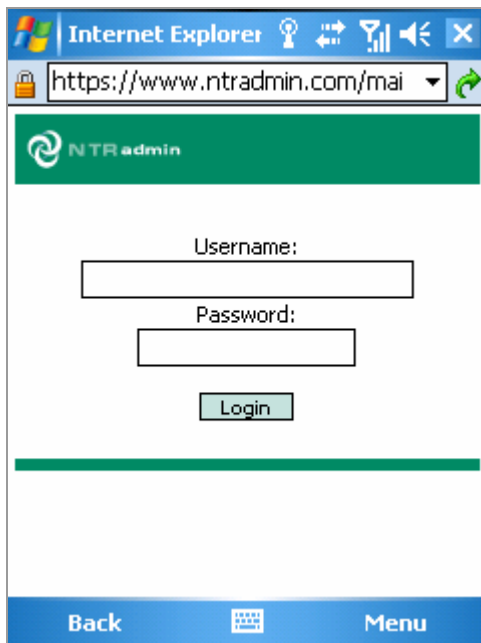 Internet Explorer
https://www.ntradmin.com/mai
NTRadmin
Username:
Password:
Login
Back Menu